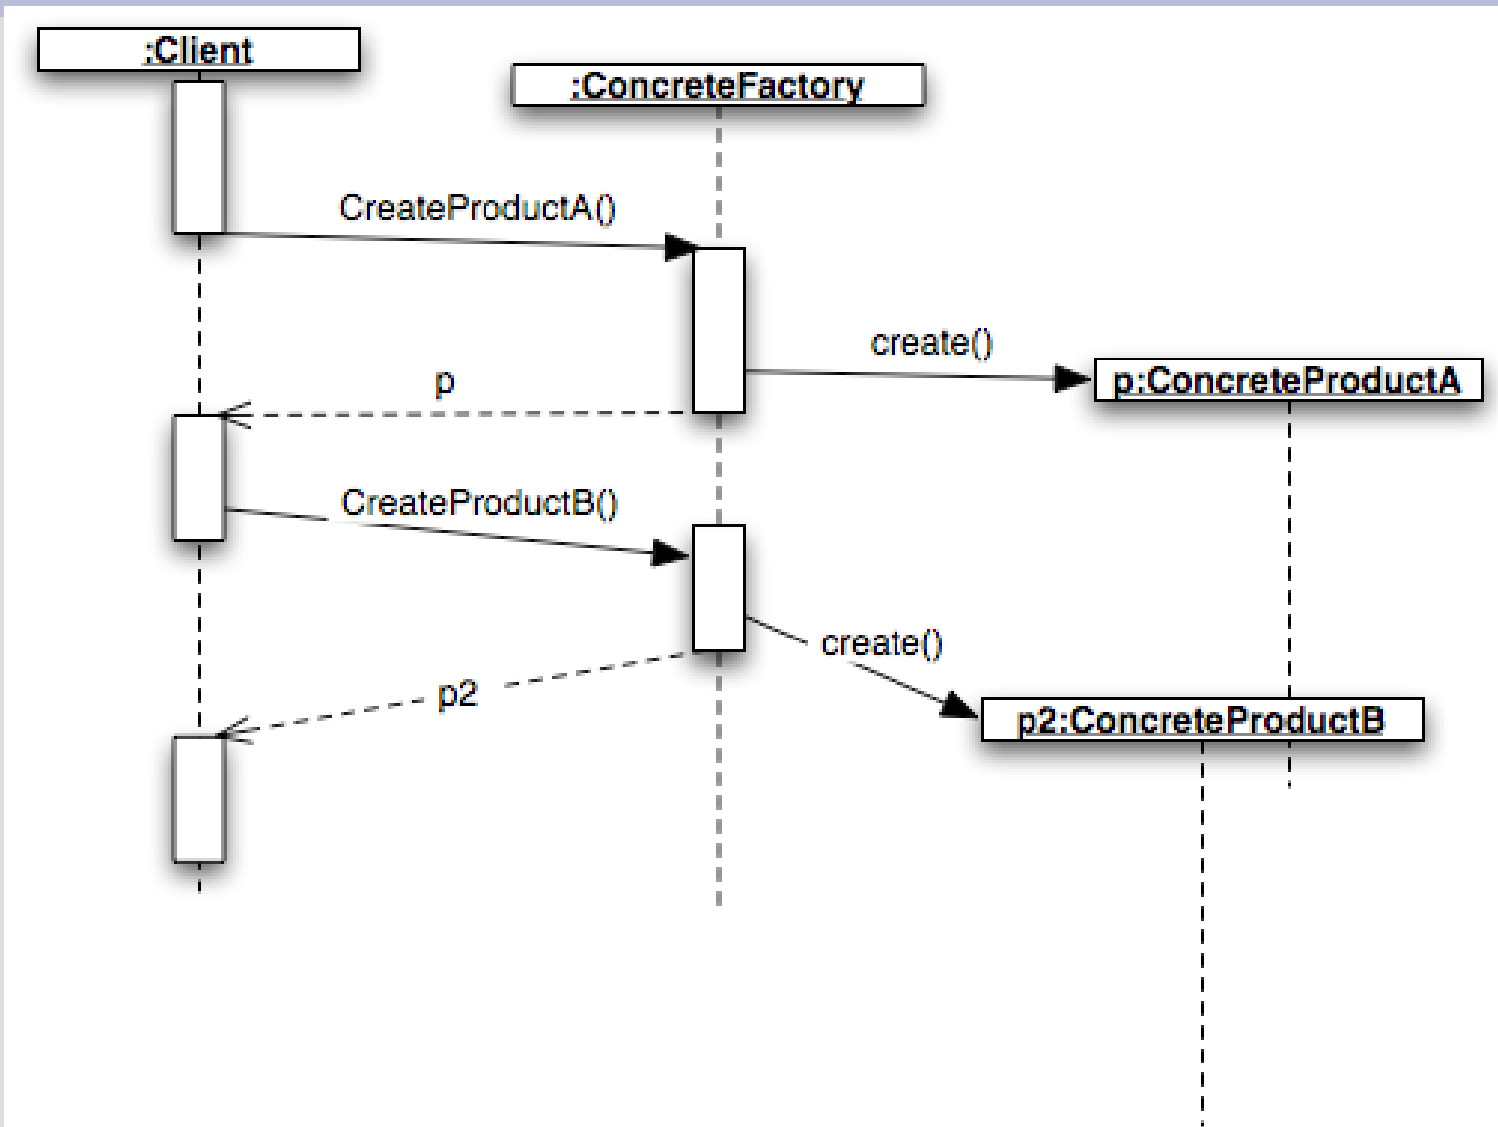 :Client
:ConcreteFactory
CreateProductA()
create()
p:ConcreteProductA
p
CreateProductB()
create()
p2
p2:ConcreteProductB